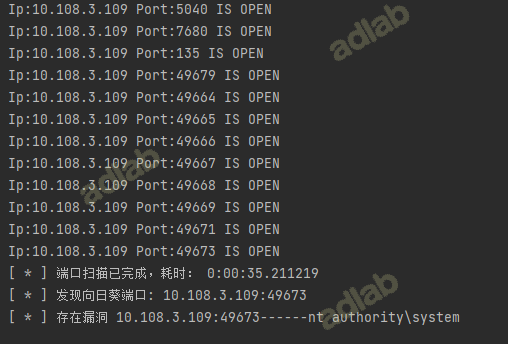 Ip:10.108.3.109 Port:5040 IS OPEN
Ip:10.108.3.109 Port:7680 IS OPEN
Ip:10.108.3.109 Port:135 IS OPEN
Ip:10.108.3.109 Port:49679 IS OPEN
Ip:10.108.3.109 Port:49664 IS OPEN
Ip:10.108.3.109 Port:49665 IS OPEN
Ip:10.108.3.109 Port:49666 IS OPEN
Ip:10.108.3.109 Port:49667 IS OPEN
Ip:10.108.3.109 Port:49668 IS OPEN
Ip:10.108.3.109 Port:49669 IS OPEN
Ip:10.108.3.109 Port:49671 IS OPEN
Ip:10.108.3.109 Port:49673 IS OPEN
[ * ] 端口扫描已完成，耗时： 0:00:35.211219
[ * ] 发现向日葵端口: 10.108.3.109:49673
[ * ] 存在漏洞 10.108.3.109:49673------nt authority\system
adlab
adlab
adlab